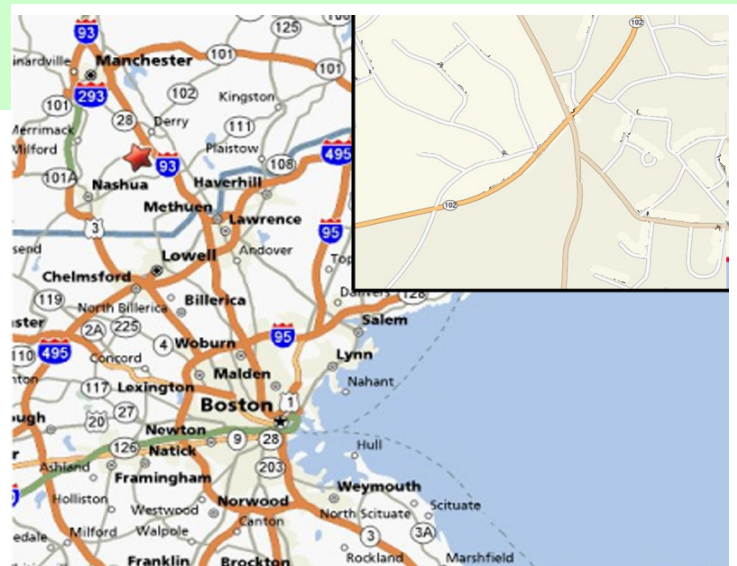 93
125
101
inardville
Manchester
101
293
102
Kingston
101
28
Derry
111
Merrimack
Milford
Plaistow
108
495
93
101A
Nashua
Haverhill
Methuen
3
Lawrence
95
Andover
Lowell
Chelmsford
128
119
North Billerica
Billerica
Salem
2A
225
4
Woburn
95
495
110
Concord
Lynn
Malden
117
Lexington
Nahant
Boston
1
27
20
Newton
9
28
126
Natick
Hull
203
Ashland
Framingham
Weymouth
Holliston
Norwood
Scituate
Westwood
North Scituate
Canton
3
3A
Milford
Walpole
Rockland
Marshfield
Franklin
Brockton
102
102